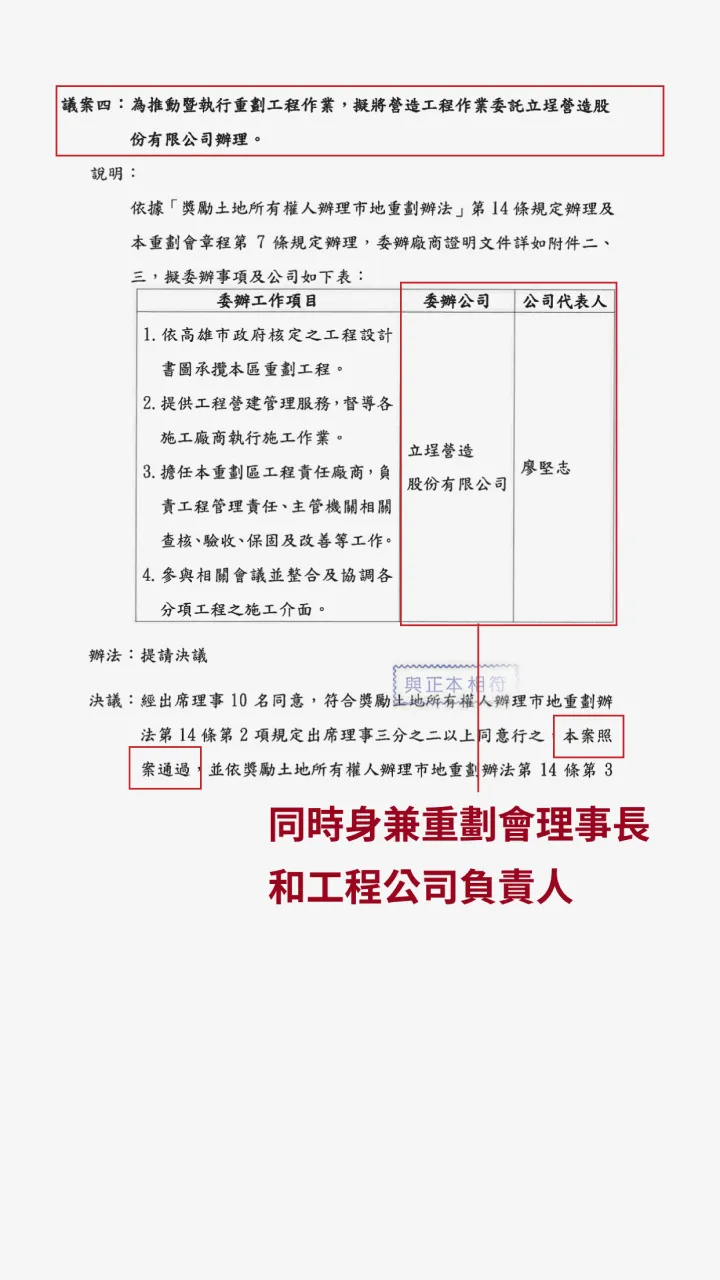 議案四：為推動暨執行重劃工程作業，擬將營造工程作業委託立埕營造股
份有限公司辦理。
說明：
依據「獎勵土地所有權人辦理市地重劃辦法」第 14 條規定辦理及
本重劃會章程第 7 條規定辦理，委辦廠商證明文件詳如附件二、
三，擬委辦事項及公司如下表：
委辦工作項目 委辦公司 公司代表人
1. 依高雄市政府核定之工程設計
書圖承攬本區重劃工程。
2. 提供工程營建管理服務，督導各
施工廠商執行施工作業。
3. 擔任本重劃區工程責任廠商，負
責工程管理責任、主管機關相關
查核、驗收、保固及改善等工作。
4. 參與相關會議並整合及協調各
分項工程之施工介面。
立埕營造
股份有限公司
廖堅志
辦法：提請決議
與正本相符
決議：經出席理事 10 名同意，符合獎勵土地所有權人辦理市地重劃辦
法第 14 條第 2 項規定出席理事三分之二以上同意行之，本案照
案通過，並依獎勵土地所有權人辦理市地重劃辦法第 14 條第 3
同時身兼重劃會理事長
和工程公司負責人